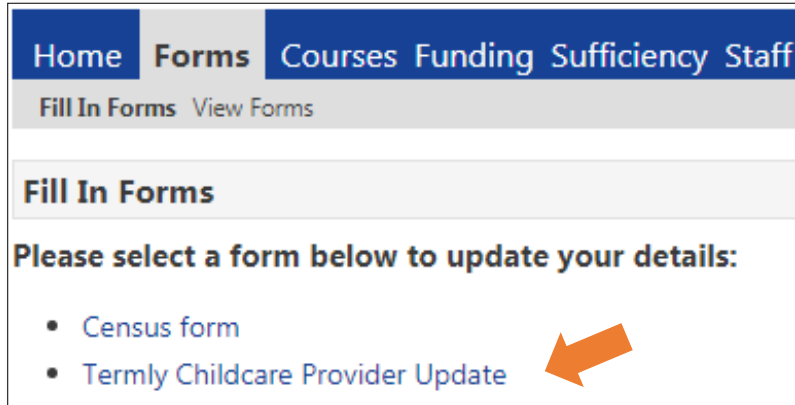 Home Forms Courses Funding Sufficiency Staff
Fill In Forms View Forms
Fill In Forms
Please select a form below to update your details:
• Census form
• Termly Childcare Provider Update